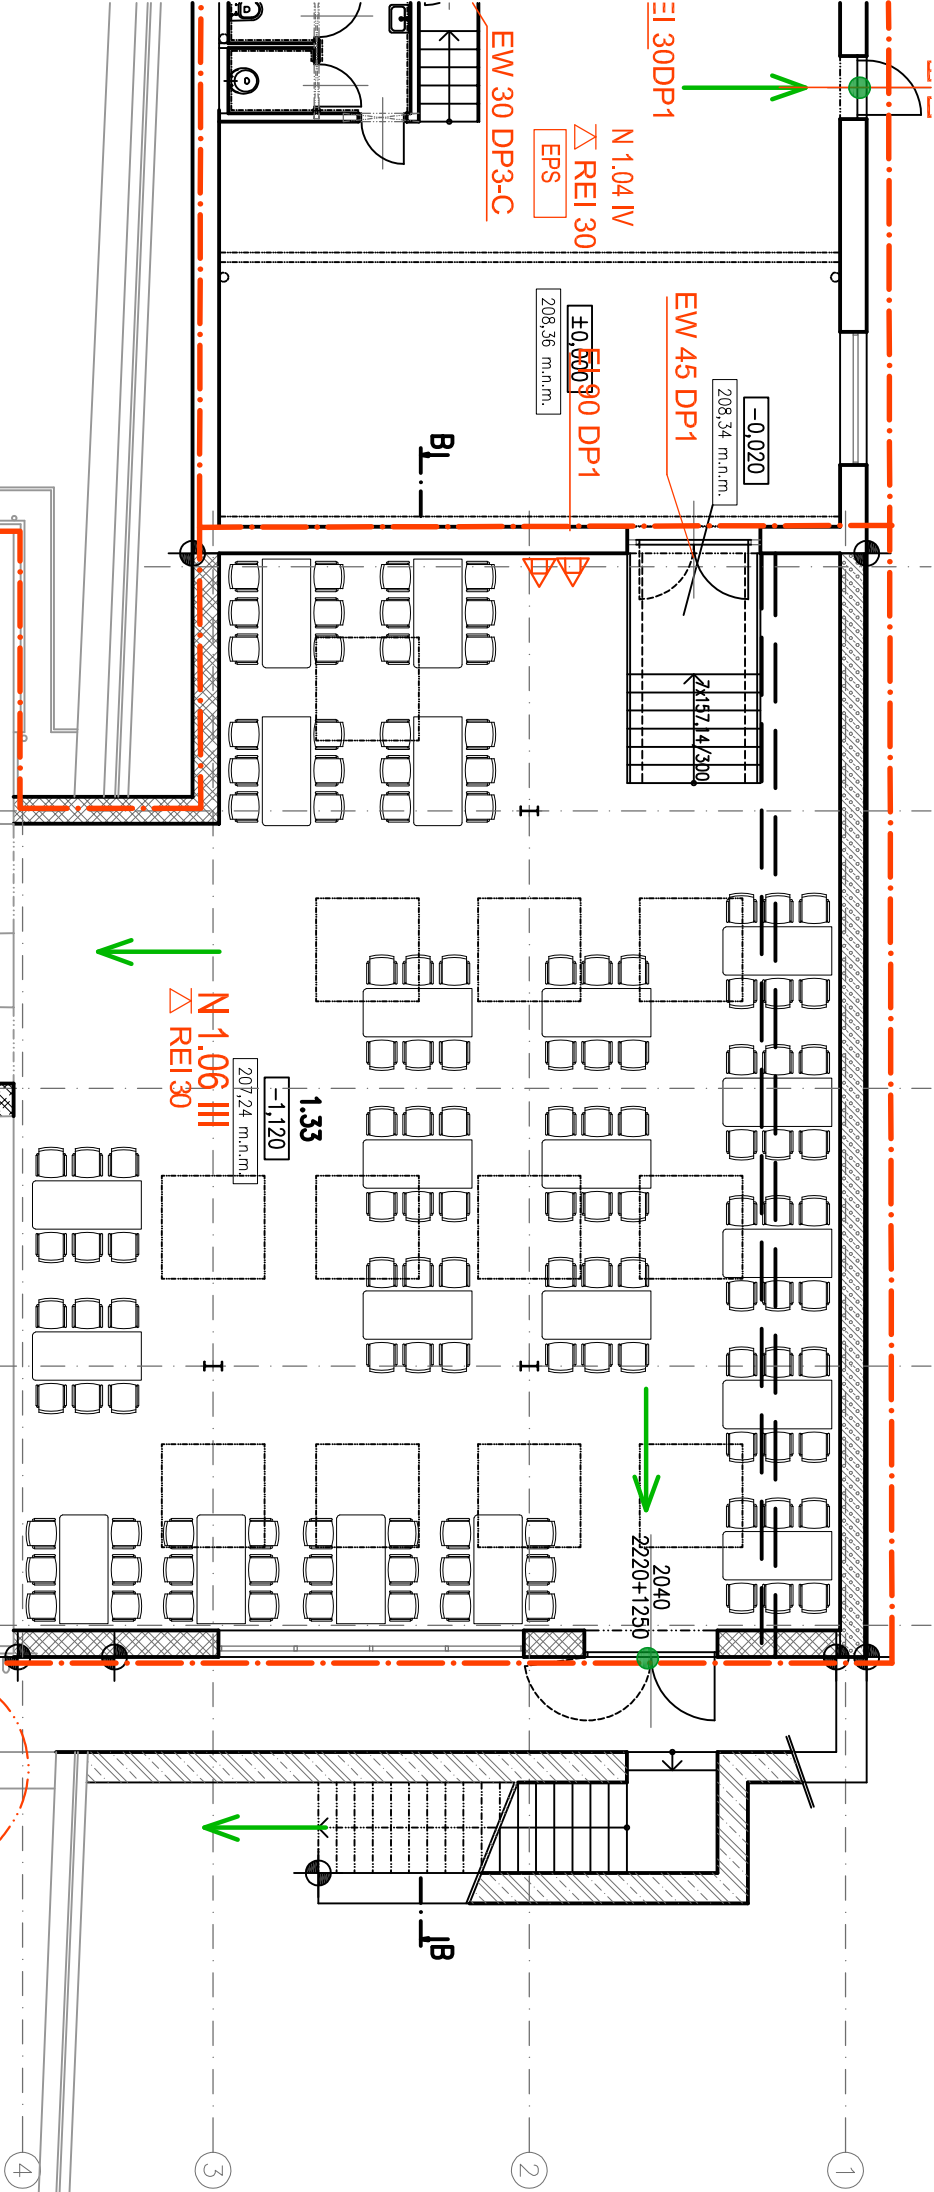 EI 30DP1
EW 30 DP3-C
N 1.04 IV
△ REI 30
EPS
±0,000
208,36 m.n.m.
EI 90 DP1
EW 45 DP1
-0,020
208,34 m.n.m.
B
7x157,14/300
N 1.06 III
△ REI 30
1.33
-1,120
207,24 m.n.m.
2040
2220+1250
B
4
3
2
1